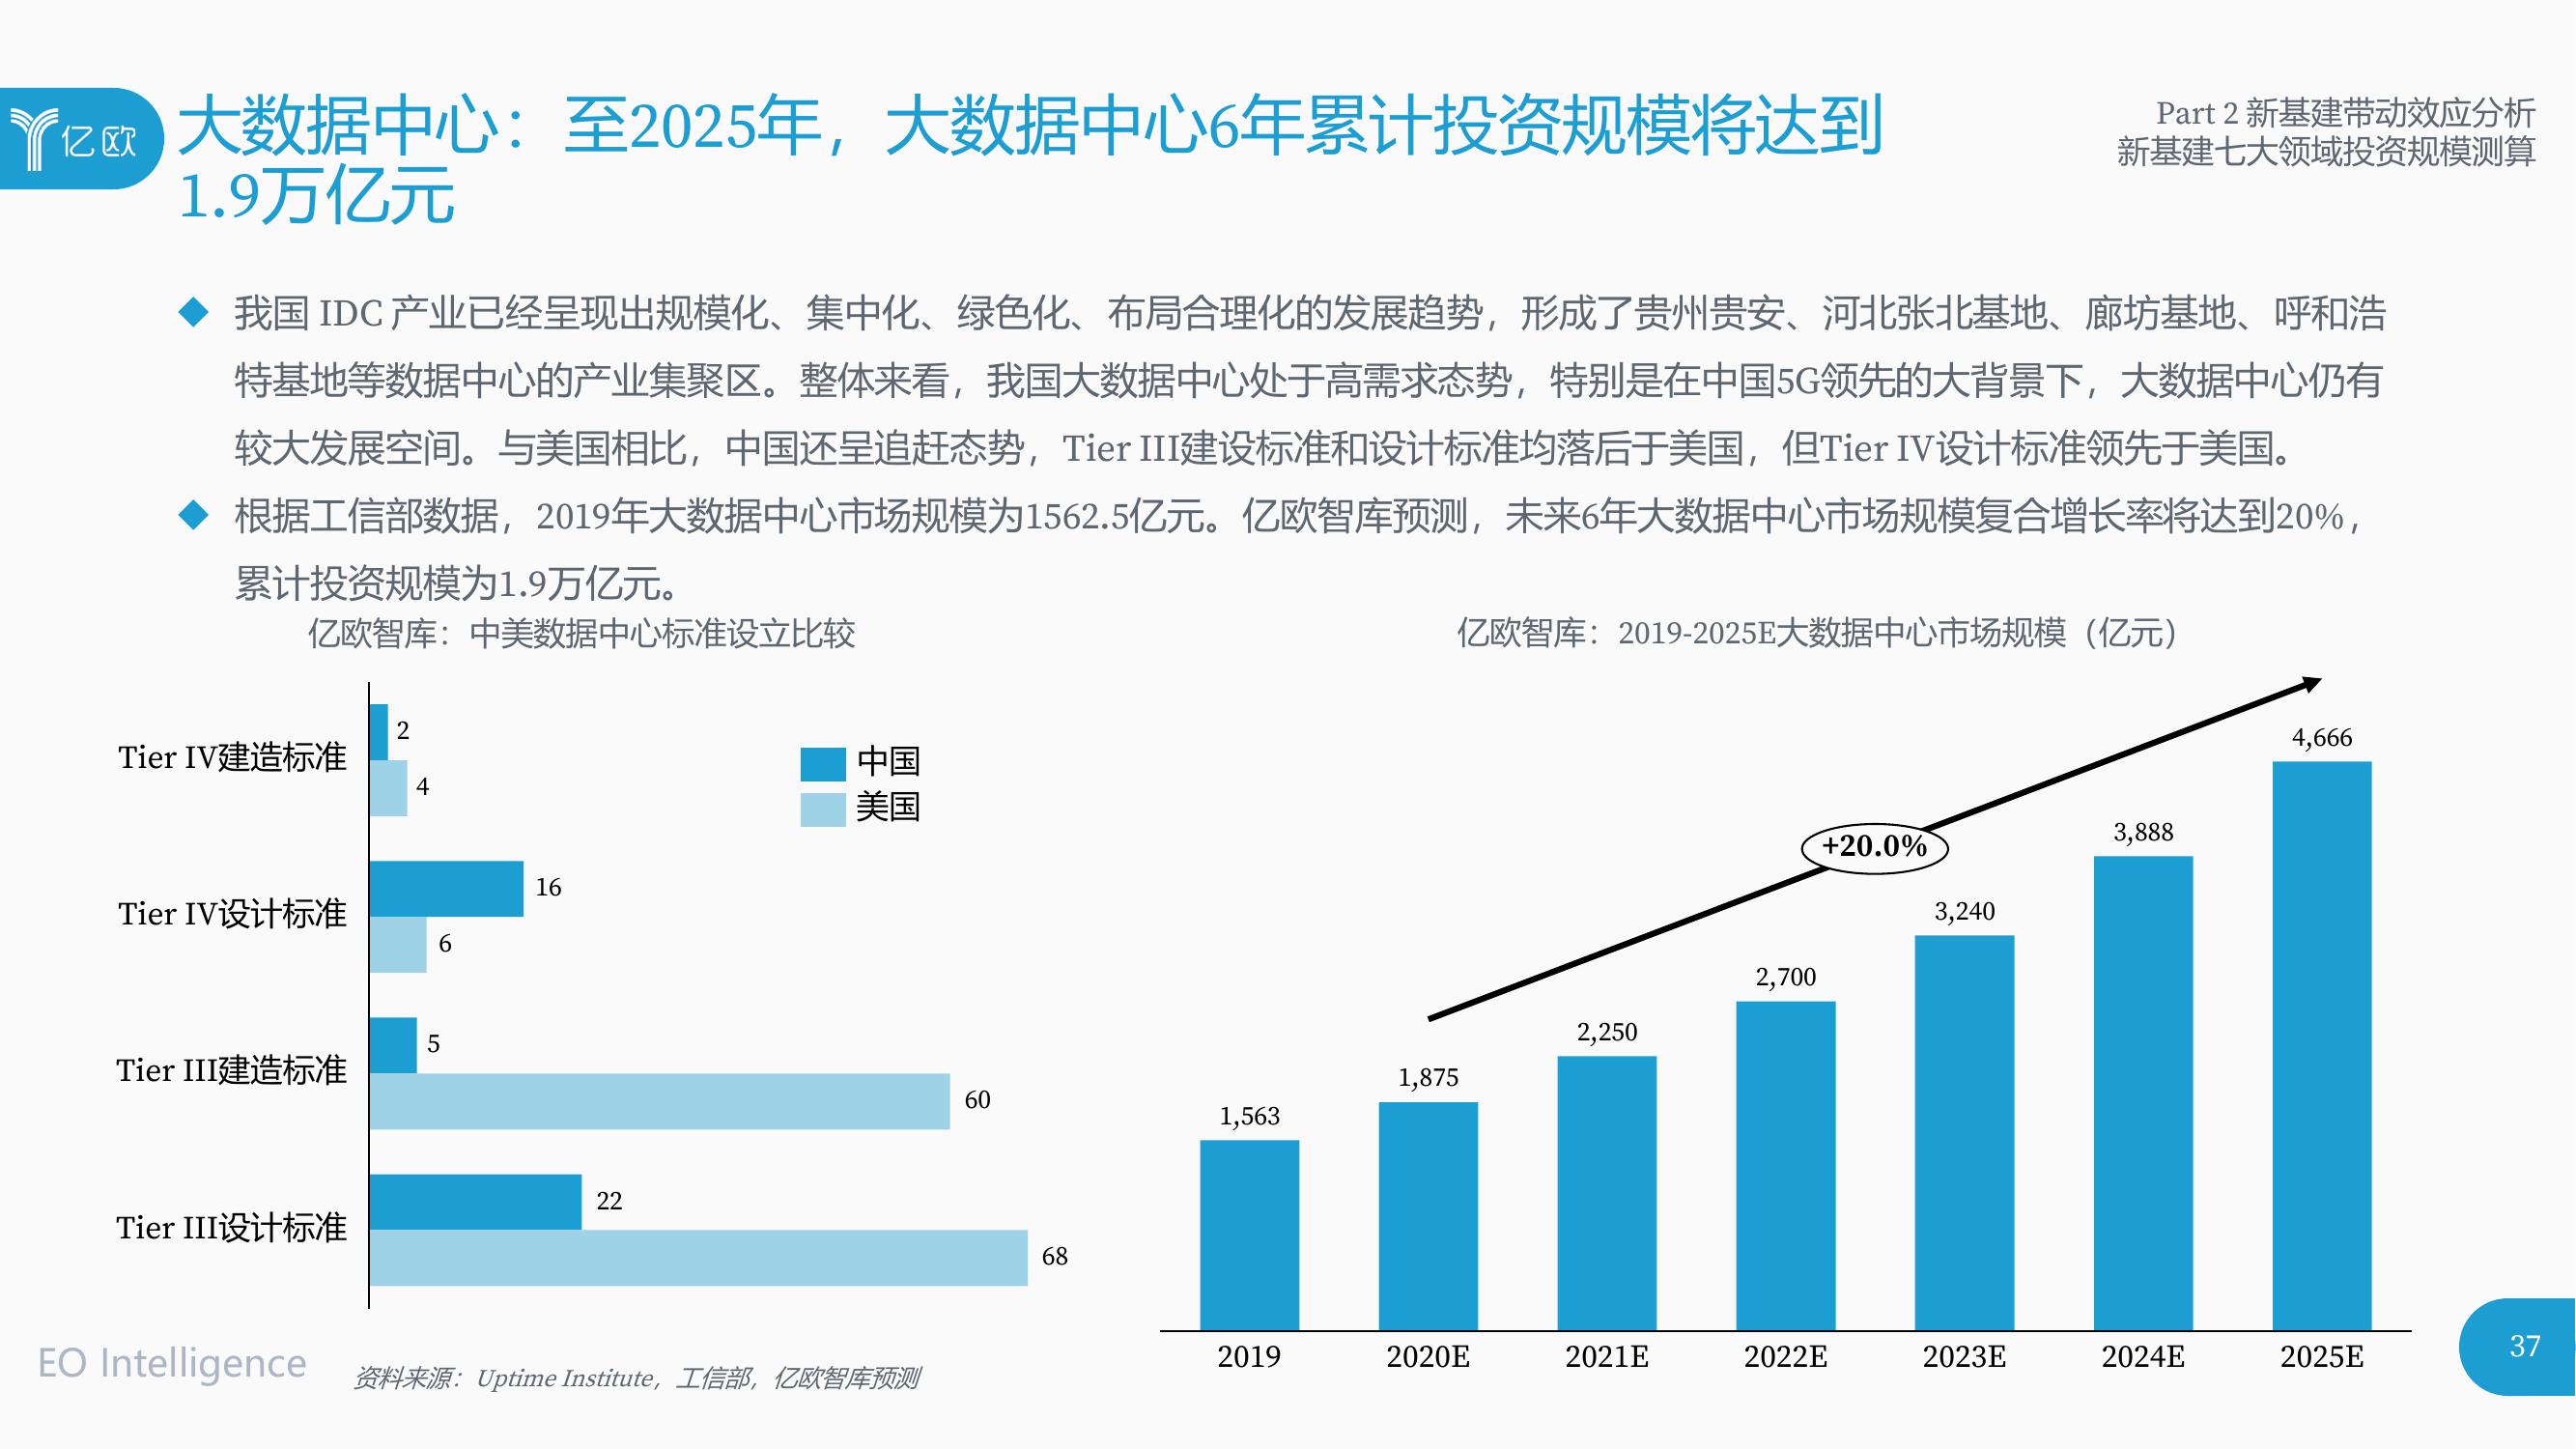 亿欧
大数据中心：至2025年，大数据中心6年累计投资规模将达到
1.9万亿元
Part 2 新基建带动效应分析
新基建七大领域投资规模测算
我国 IDC 产业已经呈现出规模化、集中化、绿色化、布局合理化的发展趋势，形成了贵州贵安、河北张北基地、廊坊基地、呼和浩
特基地等数据中心的产业集聚区。整体来看，我国大数据中心处于高需求态势，特别是在中国5G领先的大背景下，大数据中心仍有
较大发展空间。与美国相比，中国还呈追赶态势，Tier III建设标准和设计标准均落后于美国，但Tier IV设计标准领先于美国。
根据工信部数据，2019年大数据中心市场规模为1562.5亿元。亿欧智库预测，未来6年大数据中心市场规模复合增长率将达到20%，
累计投资规模为1.9万亿元。
亿欧智库：中美数据中心标准设立比较
Tier IV建造标准
2
4
中国
美国
Tier IV设计标准
16
6
Tier III建造标准
5
60
Tier III设计标准
22
68
亿欧智库：2019-2025E大数据中心市场规模（亿元）
+20.0%
1,563
1,875
2,250
2,700
3,240
3,888
4,666
2019 2020E 2021E 2022E 2023E 2024E 2025E
EO Intelligence
资料来源：Uptime Institute，工信部，亿欧智库预测
37